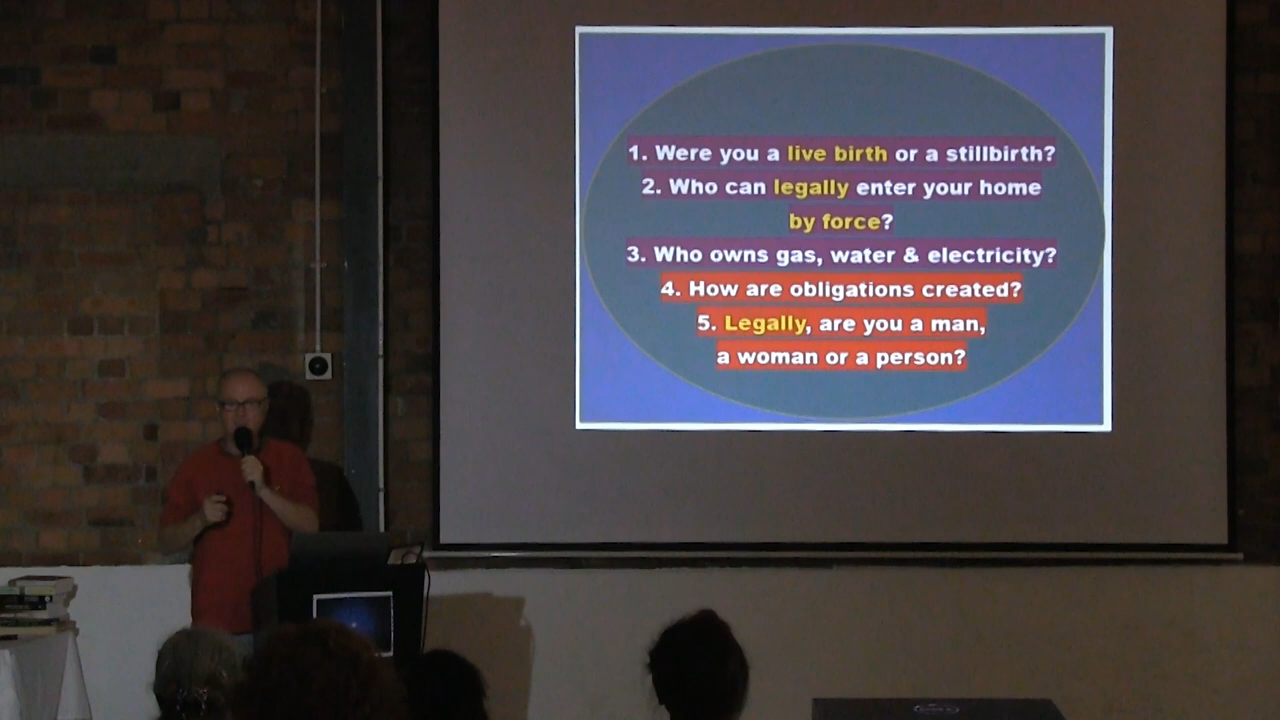 1. Were you a live birth or a stillbirth?
2. Who can legally enter your home
by force?
3. Who owns gas, water & electricity?
4. How are obligations created?
5. Legally, are you a man,
a woman or a person?